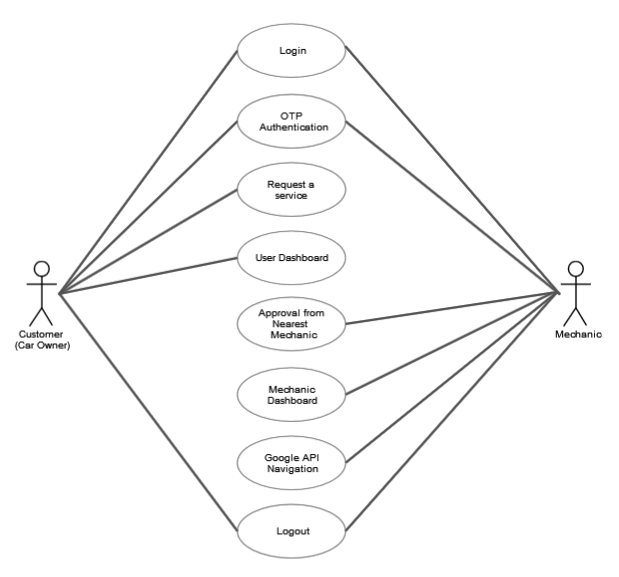 Login
OTP
Authentication
Request a
service
User Dashboard
Approval from
Nearest
Mechanic
Mechanic
Dashboard
Google API
Navigation
Logout
Customer
(Car Owner)
Mechanic